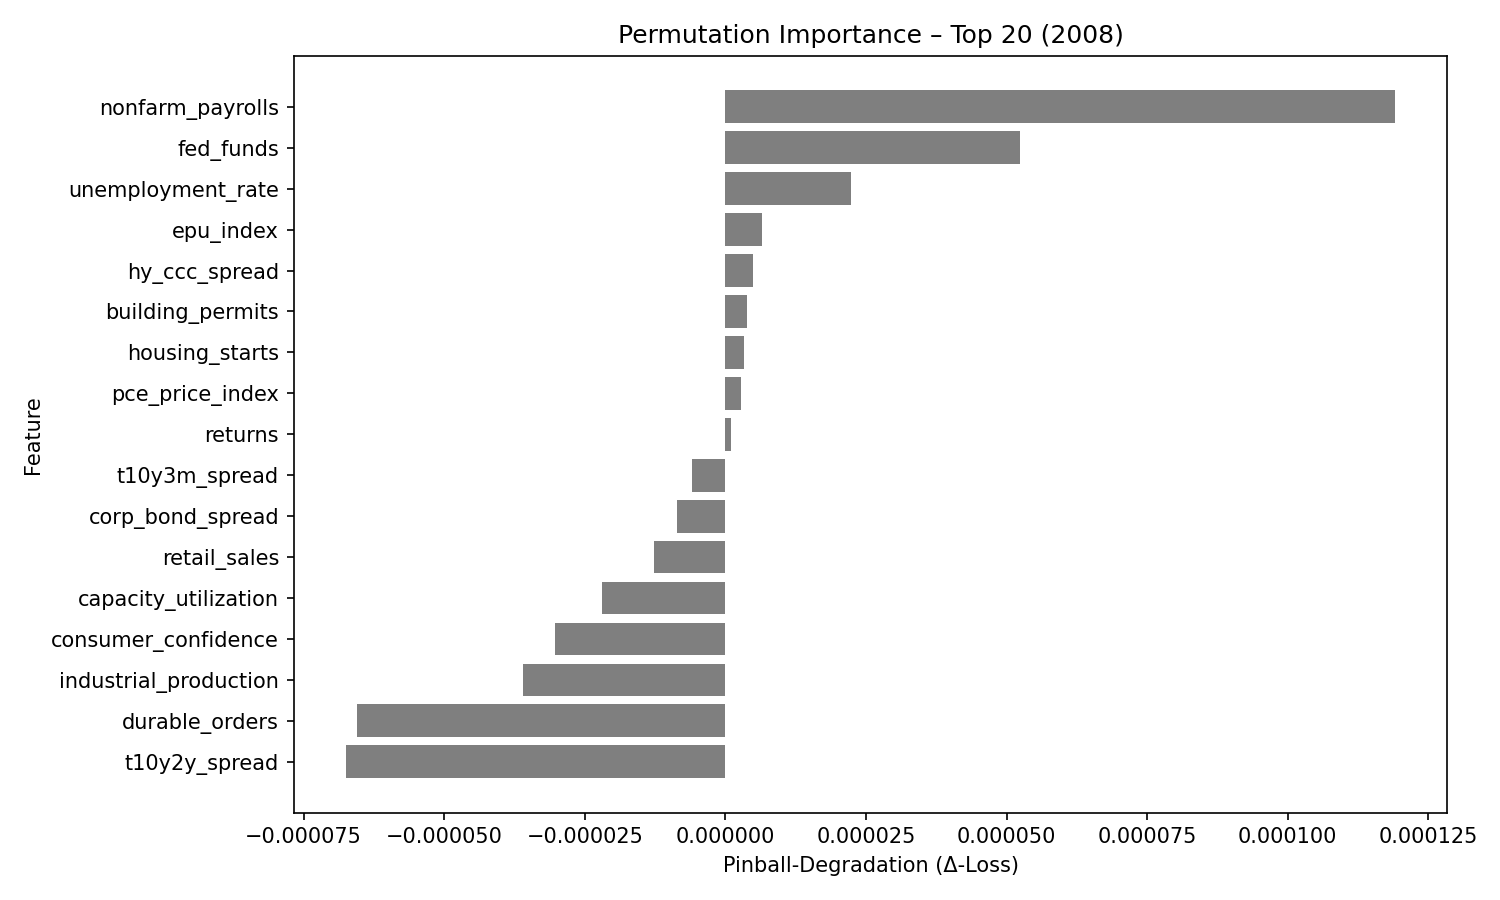 Permutation Importance – Top 20 (2008)
nonfarm_payrolls
fed_funds
unemployment_rate
epu_index
hy_ccc_spread
building_permits
housing_starts
pce_price_index
returns
t10y3m_spread
corp_bond_spread
retail_sales
capacity_utilization
consumer_confidence
industrial_production
durable_orders
t10y2y_spread
Feature
−0.000075 −0.000050 −0.000025 0.000000 0.000025 0.000050 0.000075 0.000100 0.000125
Pinball-Degradation (Δ-Loss)